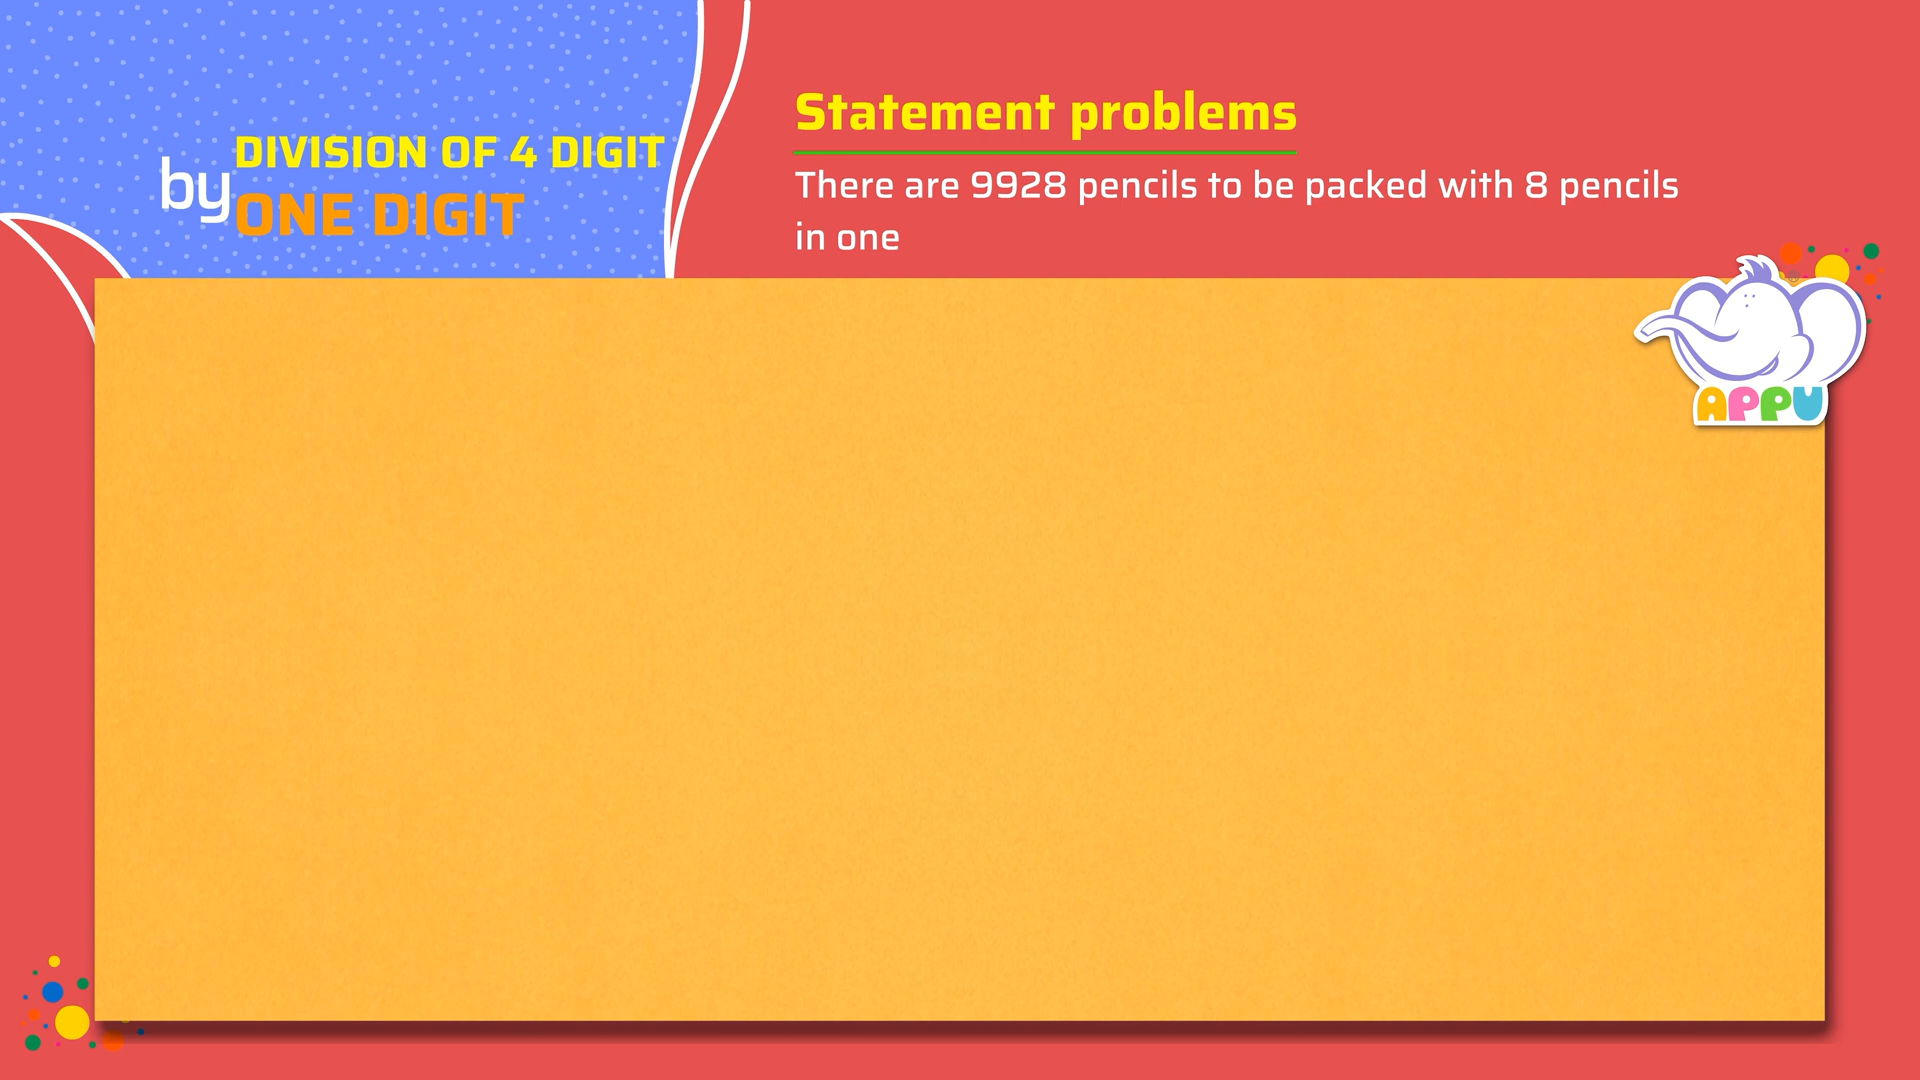 DIVISION OF 4 DIGIT
by ONE DIGIT
Statement problems
There are 9928 pencils to be packed with 8 pencils
in one
APPU